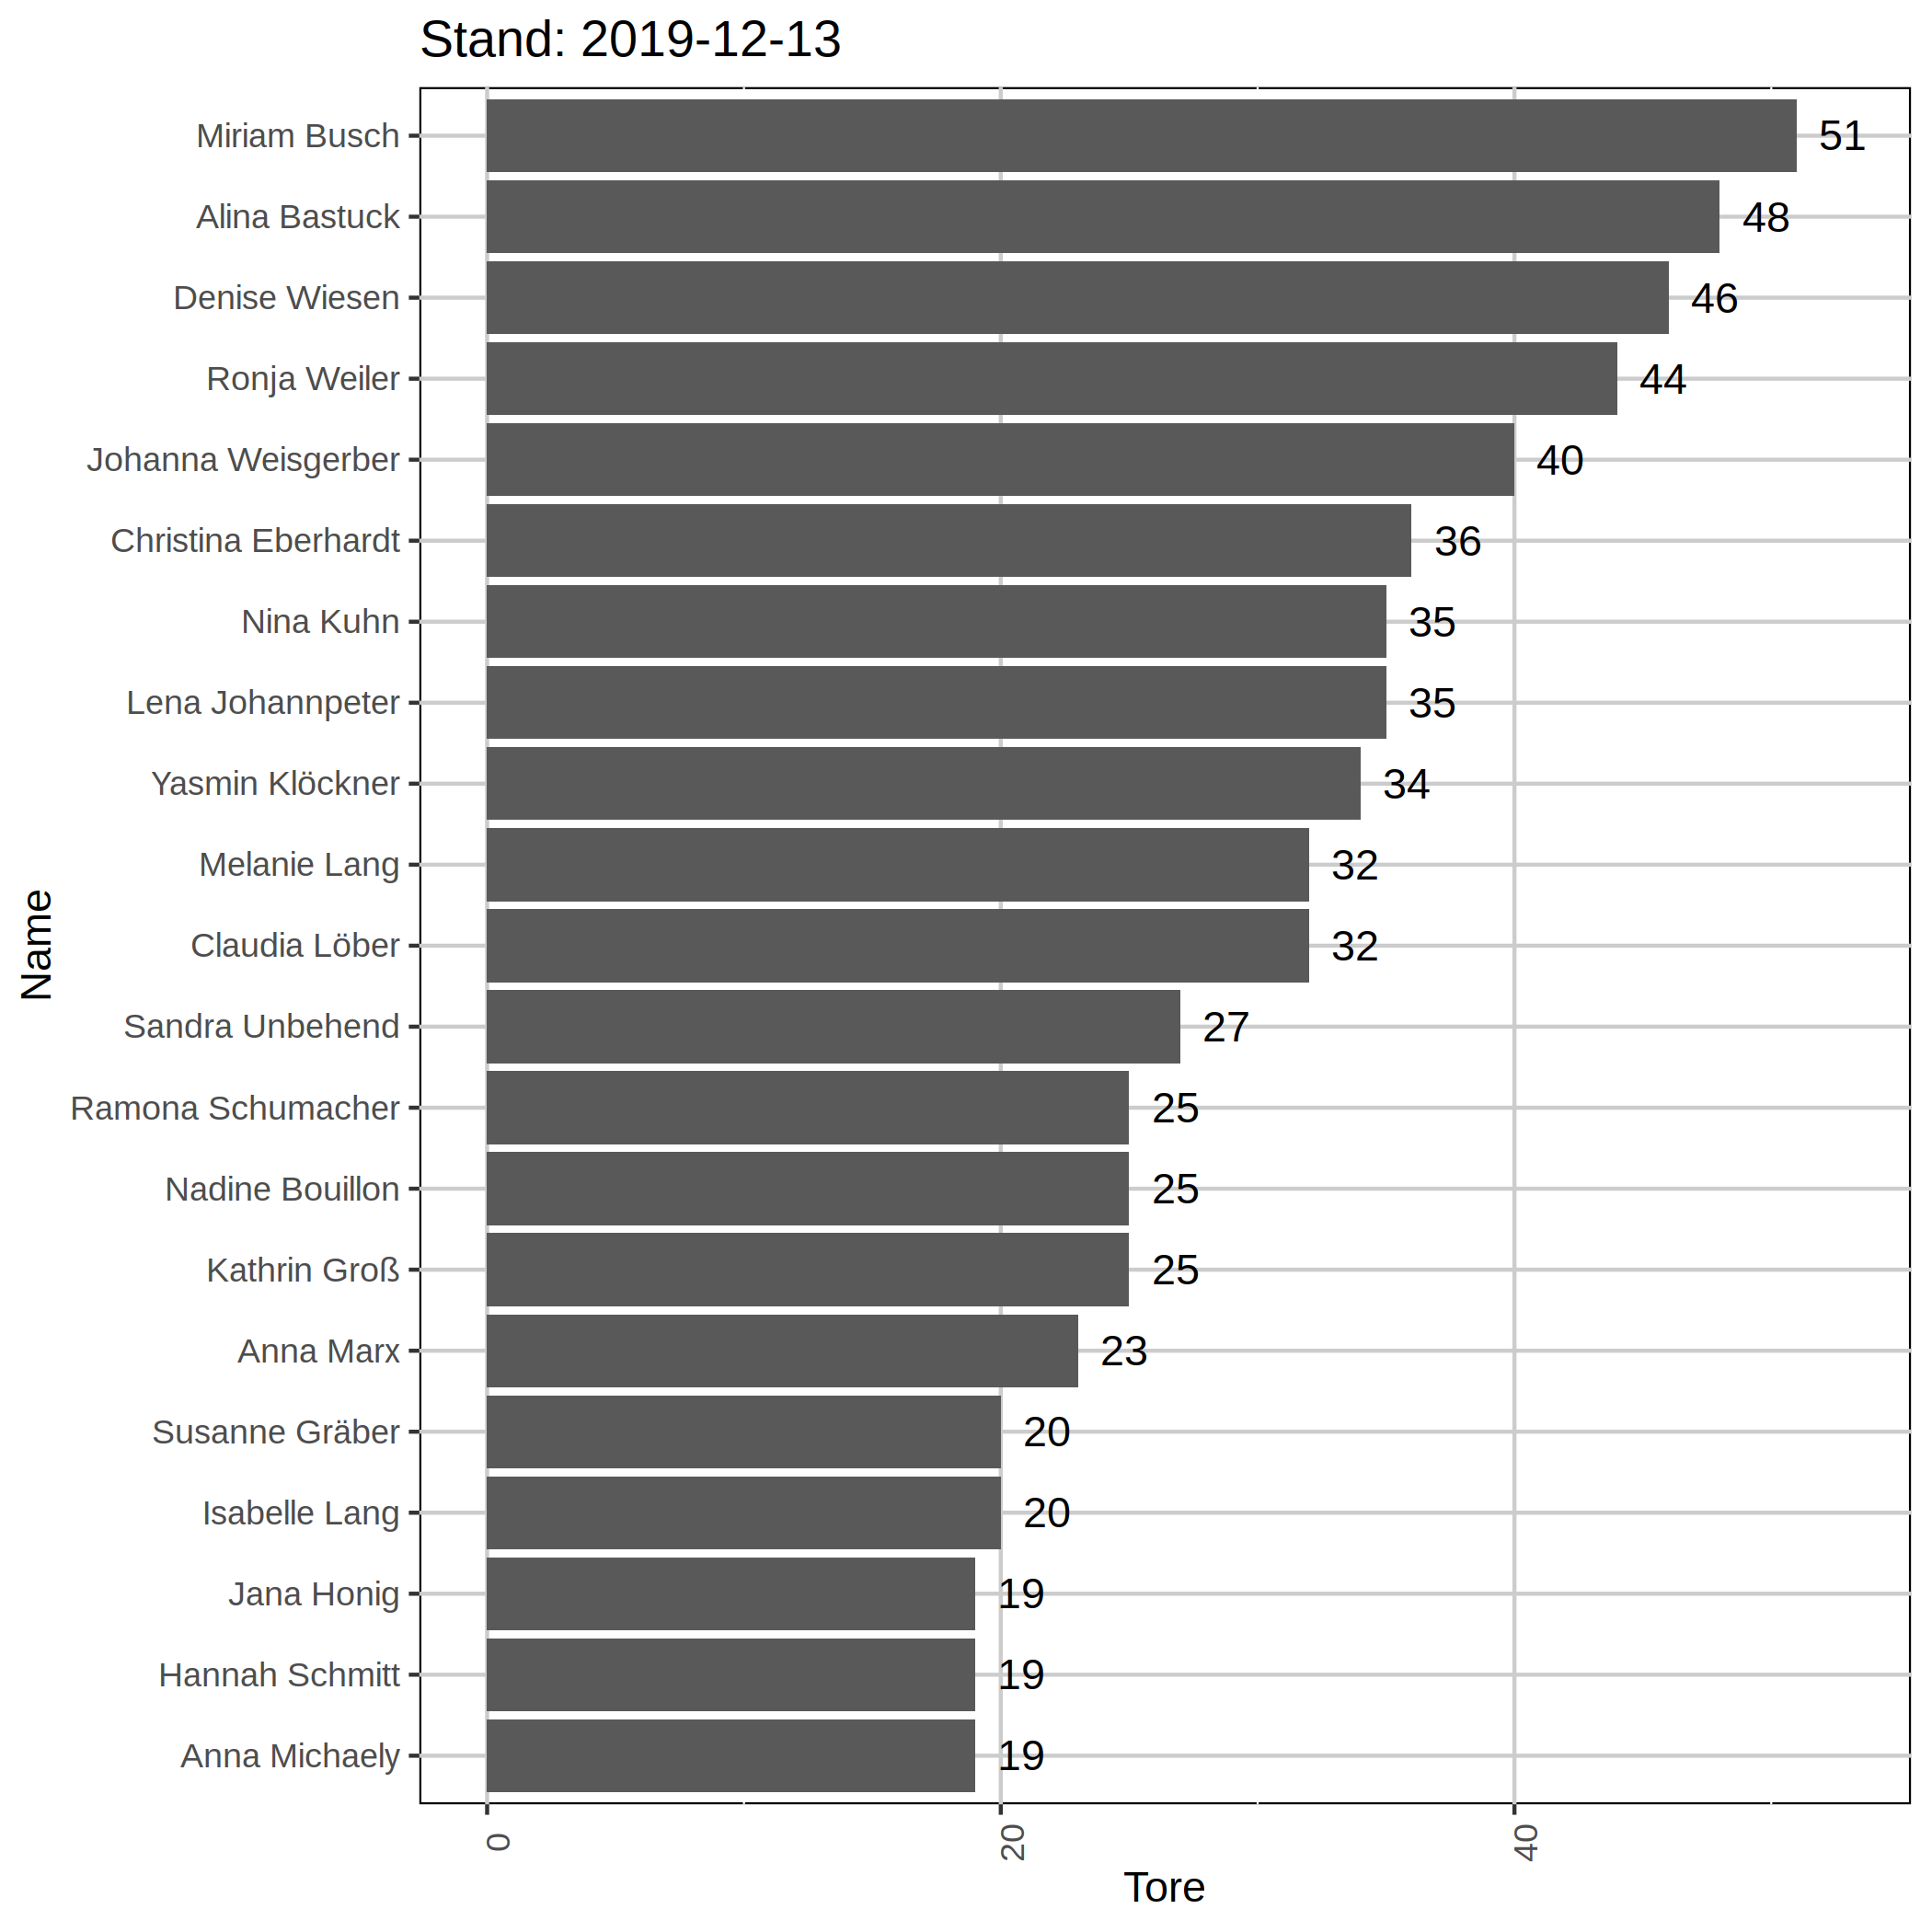 Stand: 2019-12-13
Miriam Busch 51
Alina Bastuck 48
Denise Wiesen 46
Ronja Weiler 44
Johanna Weisgerber 40
Christina Eberhardt 36
Nina Kuhn 35
Lena Johannpeter 35
Yasmin Klöckner 34
Melanie Lang 32
Claudia Löber 32
Sandra Unbehend 27
Ramona Schumacher 25
Nadine Bouillon 25
Kathrin Groß 25
Anna Marx 23
Susanne Gräber 20
Isabelle Lang 20
Jana Honig 19
Hannah Schmitt 19
Anna Michaely 19
Name
0 20 40
Tore